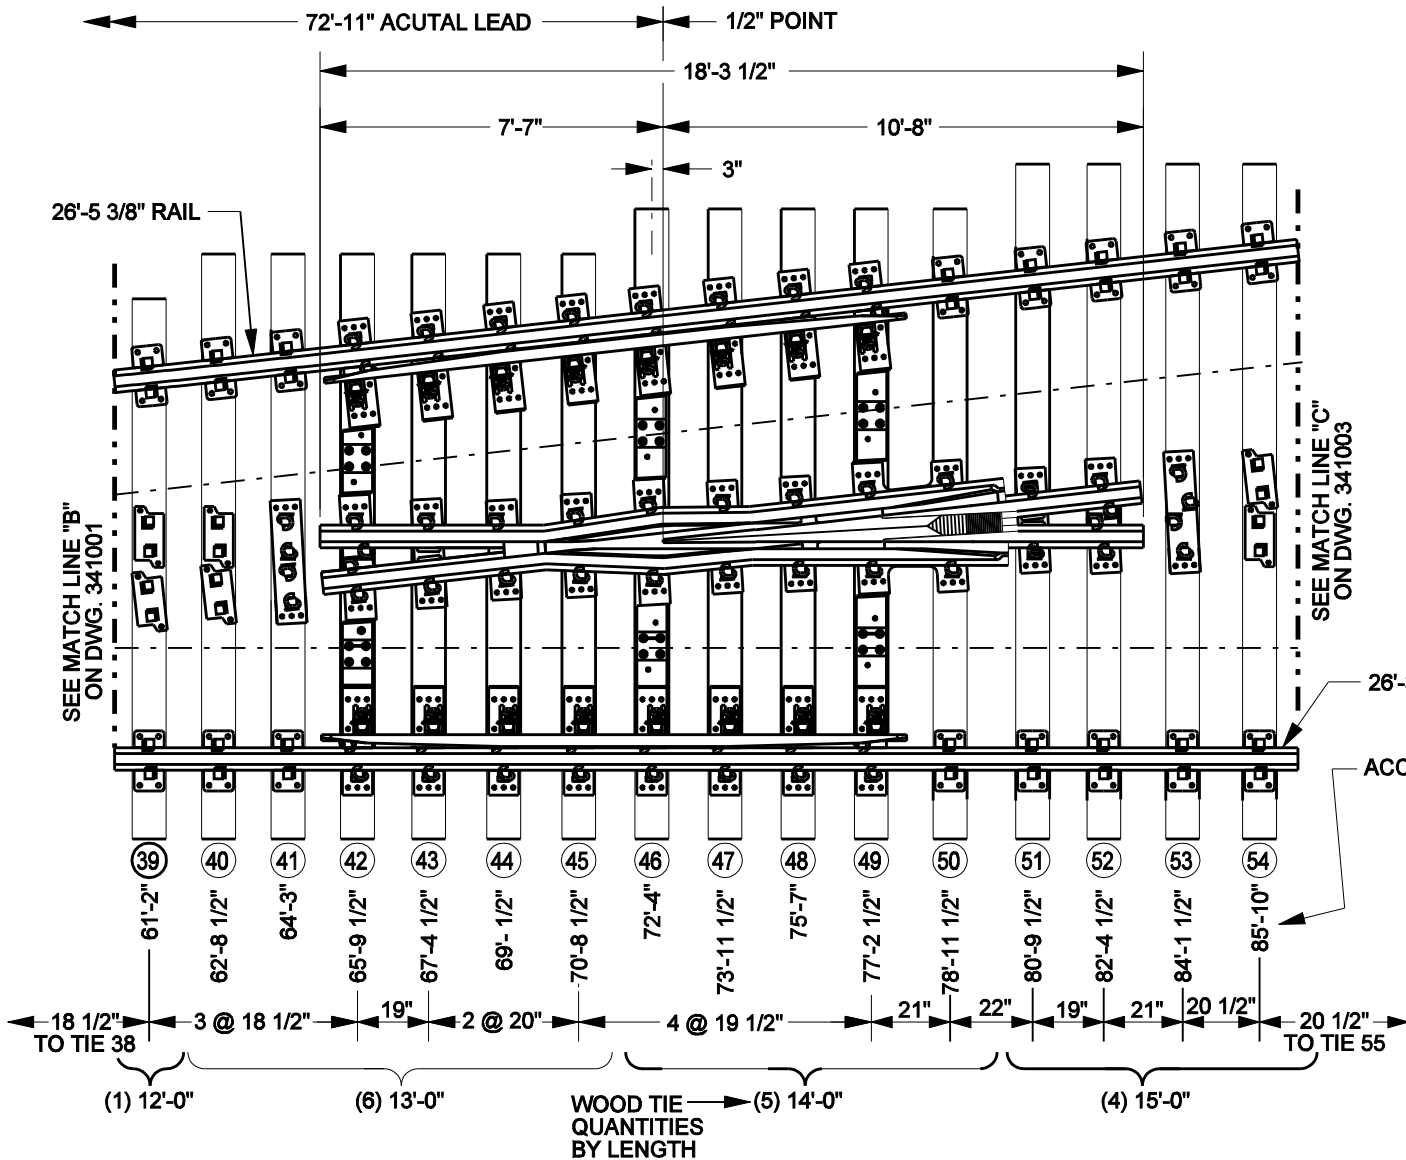 72'-11" ACUTAL LEAD
1/2" POINT
18'-3 1/2"
7'-7"
10'-8"
3"
26'-5 3/8" RAIL
SEE MATCH LINE "B"
ON DWG. 341001
SEE MATCH LINE "C"
ON DWG. 341003
26'-
ACC
39 40 41 42 43 44 45 46 47 48 49 50 51 52 53 54
61'-2"
62'-8 1/2"
64'-3"
65'-9 1/2"
67'-4 1/2"
69'- 1/2"
70'-8 1/2"
72'-4"
73'-11 1/2"
75'-7"
77'-2 1/2"
78'-11 1/2"
80'-9 1/2"
82'-4 1/2"
84'-1 1/2"
85'-10"
18 1/2"
TO TIE 38
3 @ 18 1/2"
19"
2 @ 20"
4 @ 19 1/2"
21"
22"
19"
21"
20 1/2"
20 1/2"
TO TIE 55
(1) 12'-0"
(6) 13'-0"
WOOD TIE
QUANTITIES
BY LENGTH
(5) 14'-0"
(4) 15'-0"